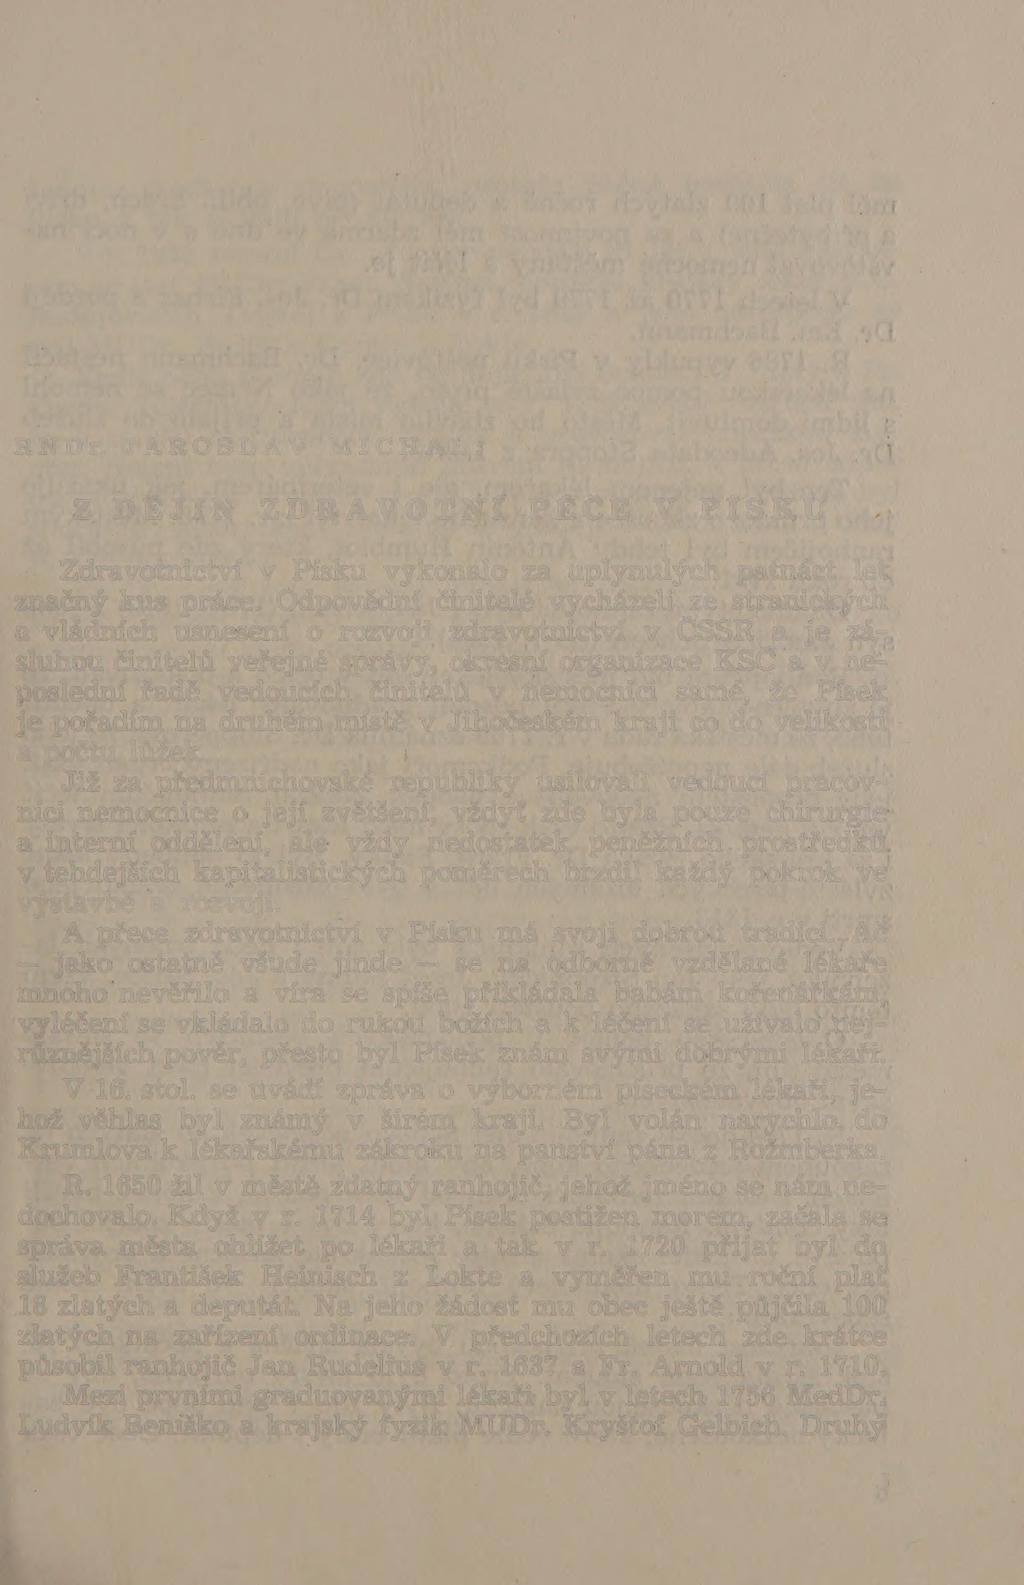 RNDr. JAROSLAV MICHALI
Z DĚJIN ZDRAVOTNÍ PÉČE V PÍSKU
Zdravotnictví v Písku vykonalo za uplynulých patnáct let
značný kus práce. Odpovědní činitelé vycházeli ze stranických
a vládních usnesení o rozvoji zdravotnictví v ČSSR a je zá-
sluhou činitelů veřejné správy, okresní organizace KSČ a v ne-
poslední řadě vedoucích činitelů v nemocnici samé, že Písek
je pořadím na druhém místě v Jihočeském kraji co do velikosti
a počtu lůžek.
Již za předmnichovské republiky usilovali vedoucí pracov-
níci nemocnice o její zvětšení, vždyť zde byla pouze chirurgie
a interní oddělení, ale vždy nedostatek peněžních prostředků
v tehdejších kapitalistických poměrech brzdil každý pokrok ve
výstavbě a rozvoji.
A přece zdravotnictví v Písku má svoji dobrou tradici. Ač
— jako ostatně všude jinde — se na odborně vzdělané lékaře
mnoho nevěřilo a víra se spíše přikládala babám kořenářkám,
vyléčení se vkládalo do rukou božích a k léčení se užívalo nej-
různějších pověr, přesto byl Písek znám svými dobrými lékaři.
V 16. stol. se uvádí zpráva o výborném píseckém lékaři, je-
hož věhlas byl známý v širém kraji. Byl volán narychlo do
Krumlova k lékařskému zákroku na panství pána z Rožmberka.
R. 1650 žil v městě zdatný ranhojič, jehož jméno se nám ne-
dochovalo. Když v r. 1714 byl Písek postižen morem, začala se
správa města ohlížet po lékaři a tak v r. 1720 přijat byl do
služeb František Heinisch z Lokte a vyměřen mu roční plat
18 zlatých a deputát. Na jeho žádost mu obec ještě půjčila 100
zlatých na zařízení ordinace. V předchozích letech zde krátce
působil ranhojič Jan Rudelius v r. 1637 a Fr. Arnold v r. 1710.
Mezi prvními graduovanými lékaři byl v letech 1756 MedDr.
Ludvík Beniško a krajský fyzik MUDr. Kryštof Gelbich. Druhý